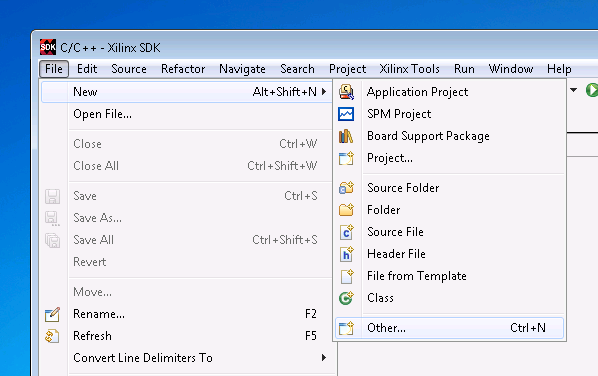 SDK C/C++ - Xilinx SDK
File Edit Source Refactor Navigate Search Project Xilinx Tools Run Window Help
New Alt+Shift+N
Open File...
Close Ctrl+W
Close All Ctrl+Shift+W
Save Ctrl+S
Save As...
Save All Ctrl+Shift+S
Revert
Move...
Rename... F2
Refresh F5
Convert Line Delimiters To
Application Project
SPM Project
Board Support Package
Project...
Source Folder
Folder
Source File
Header File
File from Template
Class
Other... Ctrl+N